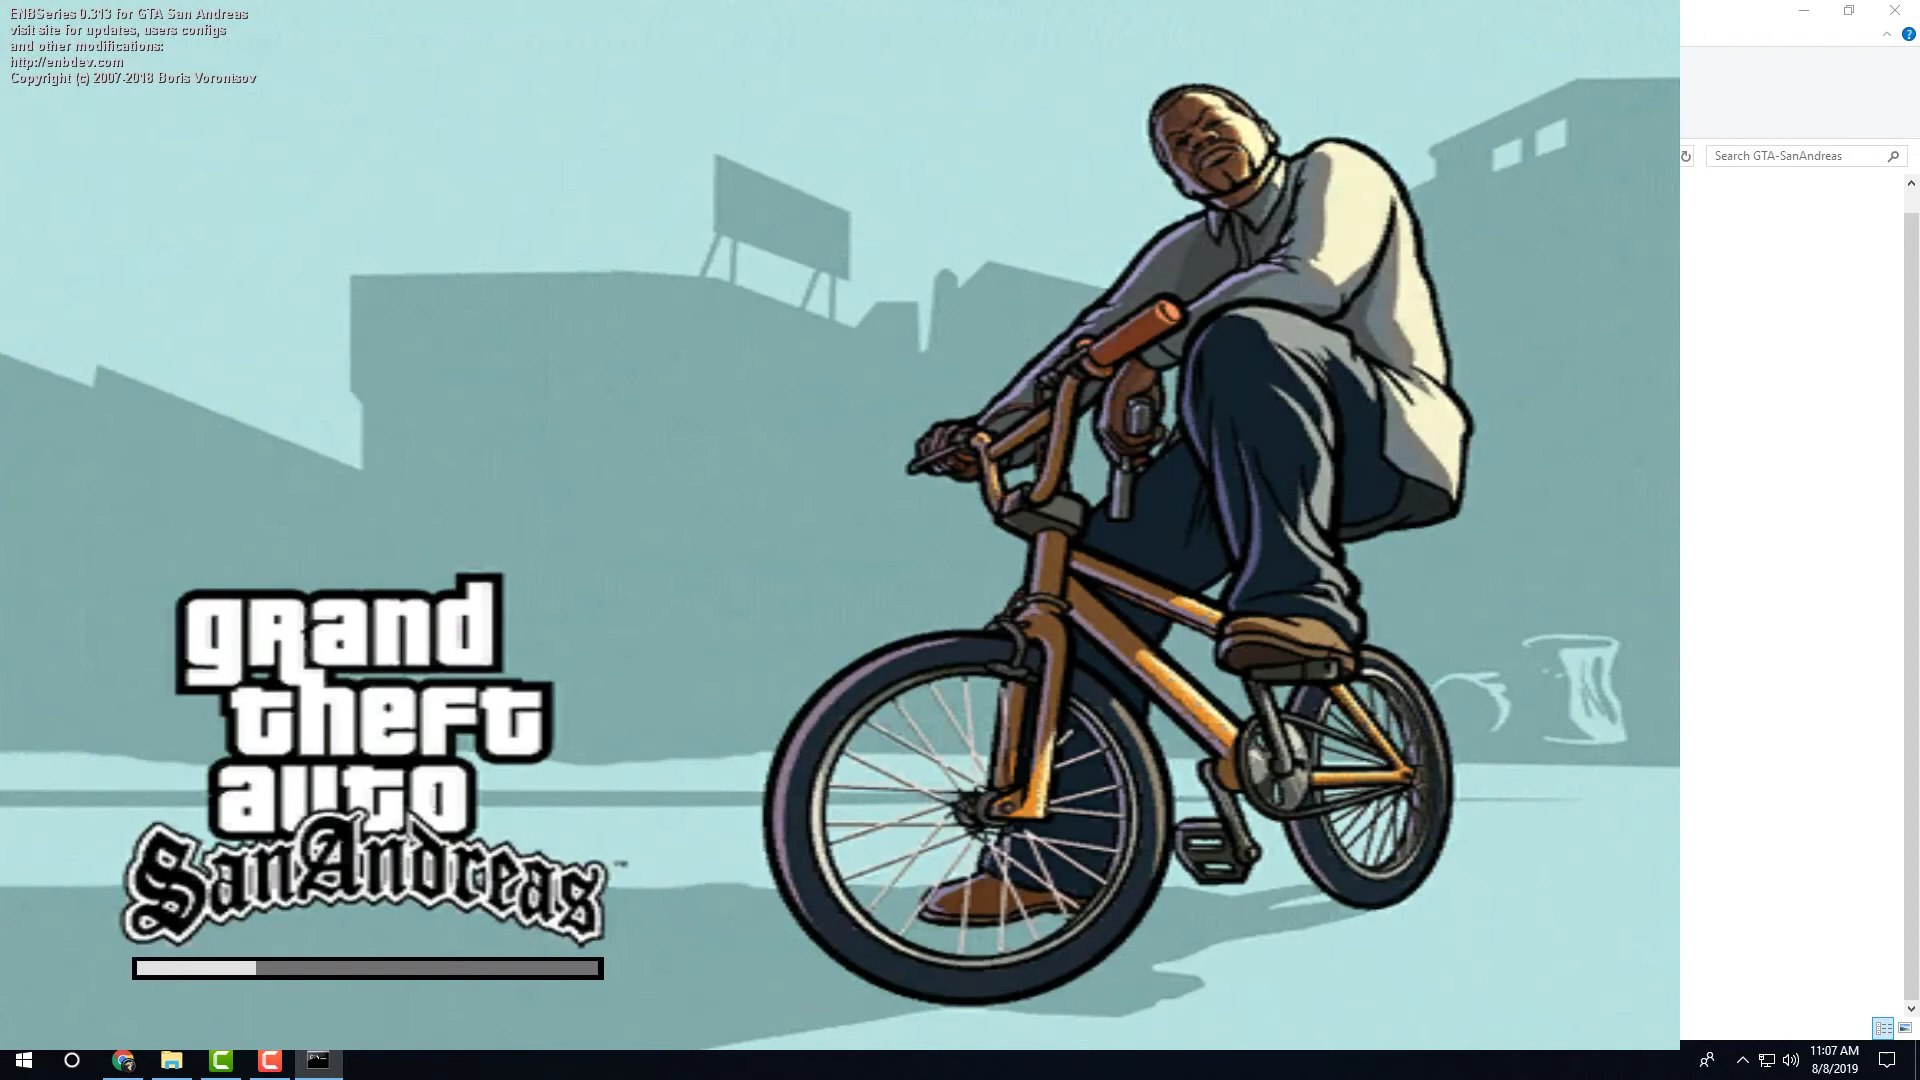 ENBSeries 0.313 for GTA San Andreas
visit site for updates, users configs
and other modifications:
http://enbdev.com
Copyright (c) 2007-2018 Boris Vorontsov
Search GTA-SanAndreas
grand
theft
auto
SanAndreas™
11:07 AM
8/8/2019